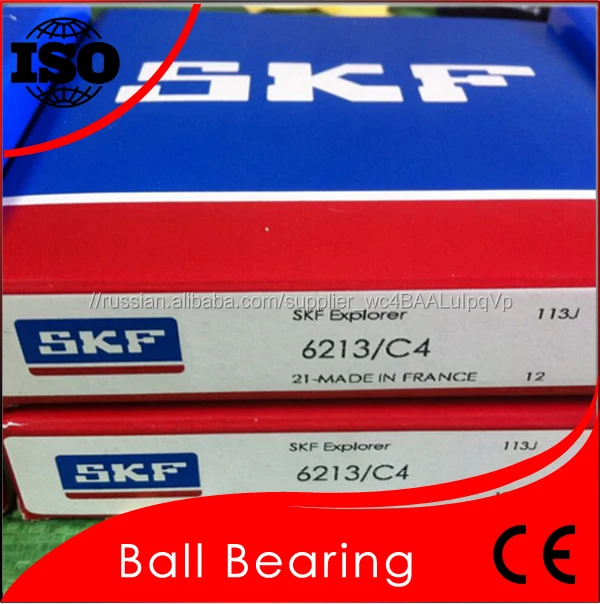 ISO
SKF
//russian.alibaba.com/supplier_wc4BAALuIpqVp
SKF Explorer 113J
SKF 6213/C4
21-MADE IN FRANCE 12
SKF Explorer 113J
SKF 6213/C4
Ball Bearing CE